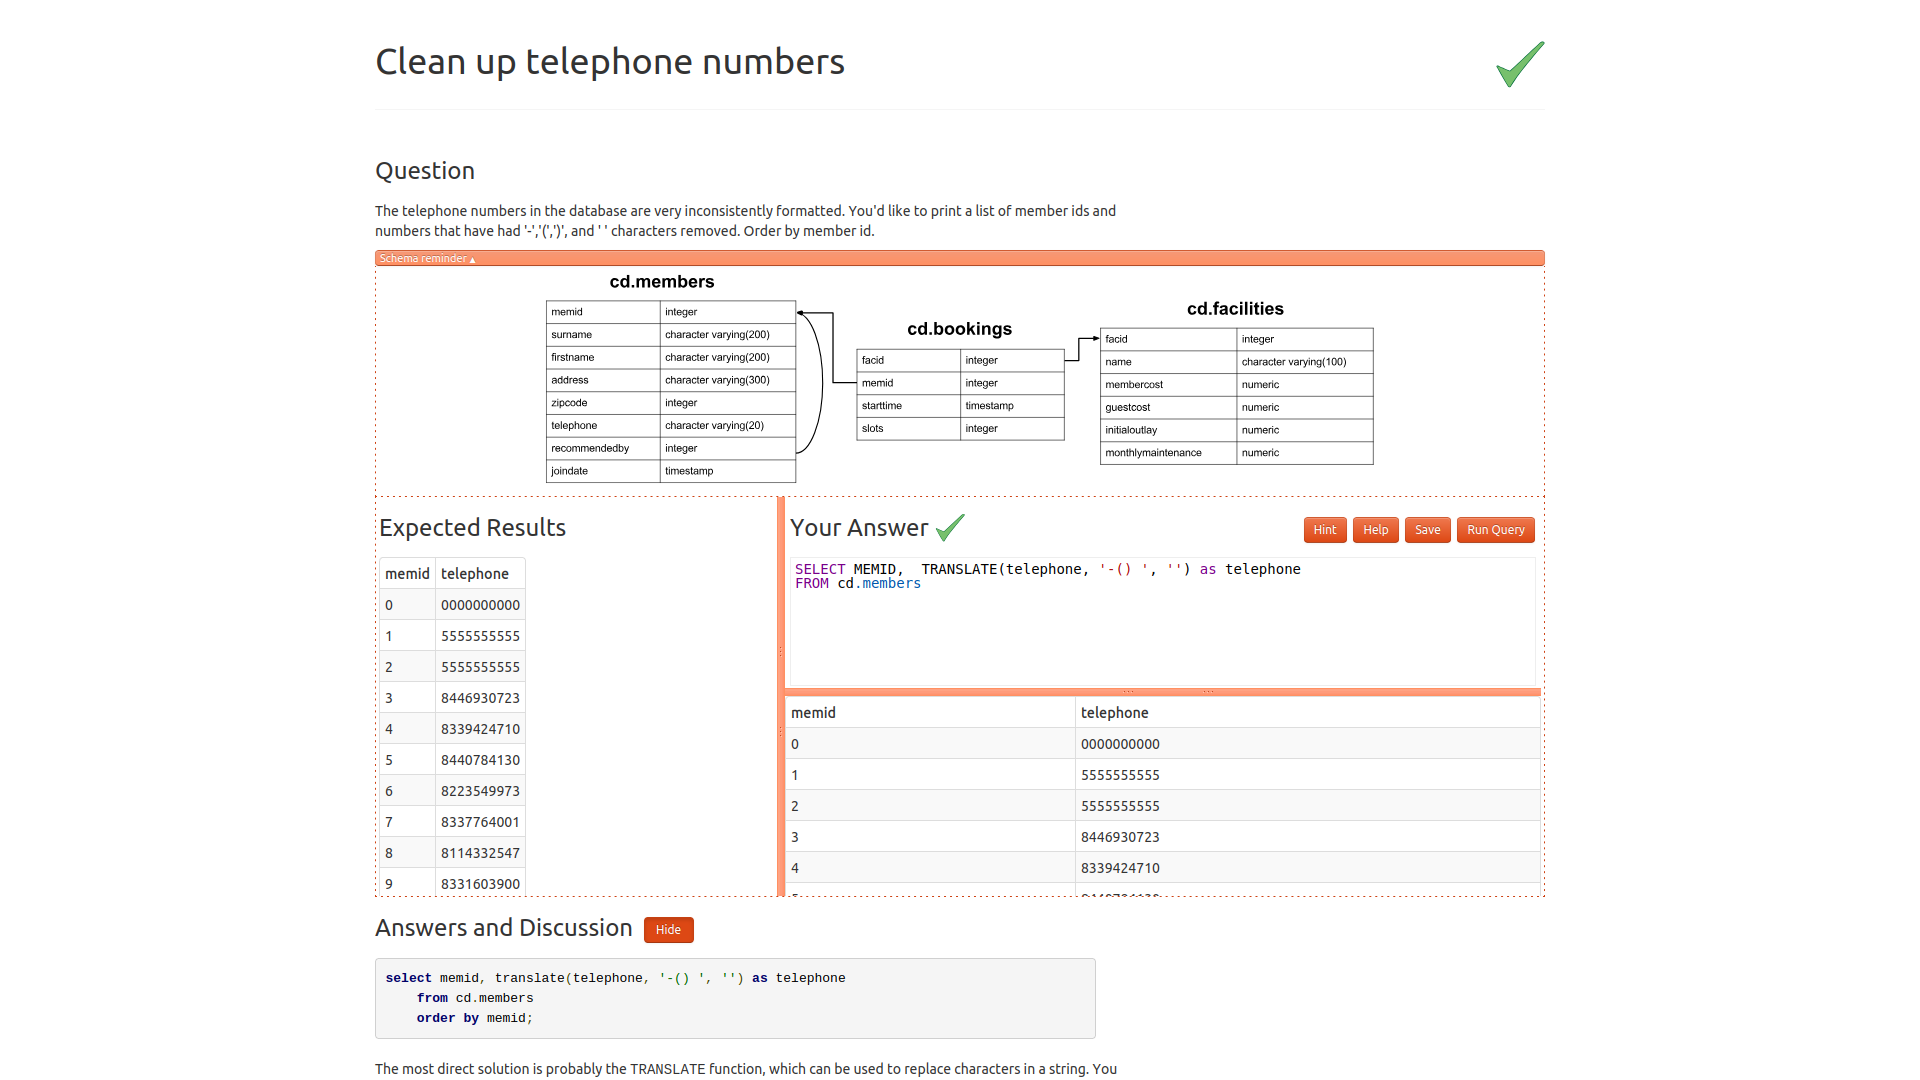 Clean up telephone numbers
Question
The telephone numbers in the database are very inconsistently formatted. You'd like to print a list of member ids and
numbers that have had '-','(',')', and ' ' characters removed. Order by member id.
Schema reminder ▴
cd.members
memid integer
surname character varying(200)
firstname character varying(200)
address character varying(300)
zipcode integer
telephone character varying(20)
recommendedby integer
joindate timestamp
cd.bookings
facid integer
memid integer
starttime timestamp
slots integer
cd.facilities
facid integer
name character varying(100)
membercost numeric
guestcost numeric
initialoutlay numeric
monthlymaintenance numeric
Expected Results
memid telephone
0 0000000000
1 5555555555
2 5555555555
3 8446930723
4 8339424710
5 8440784130
6 8223549973
7 8337764001
8 8114332547
9 8331603900
Your Answer
Hint Help Save Run Query
SELECT MEMID,  TRANSLATE(telephone, '-() ', '') as telephone
FROM cd.members
memid telephone
0 0000000000
1 5555555555
2 5555555555
3 8446930723
4 8339424710
Answers and Discussion Hide
select memid, translate(telephone, '-() ', '') as telephone
from cd.members
order by memid;
The most direct solution is probably the TRANSLATE function, which can be used to replace characters in a string. You